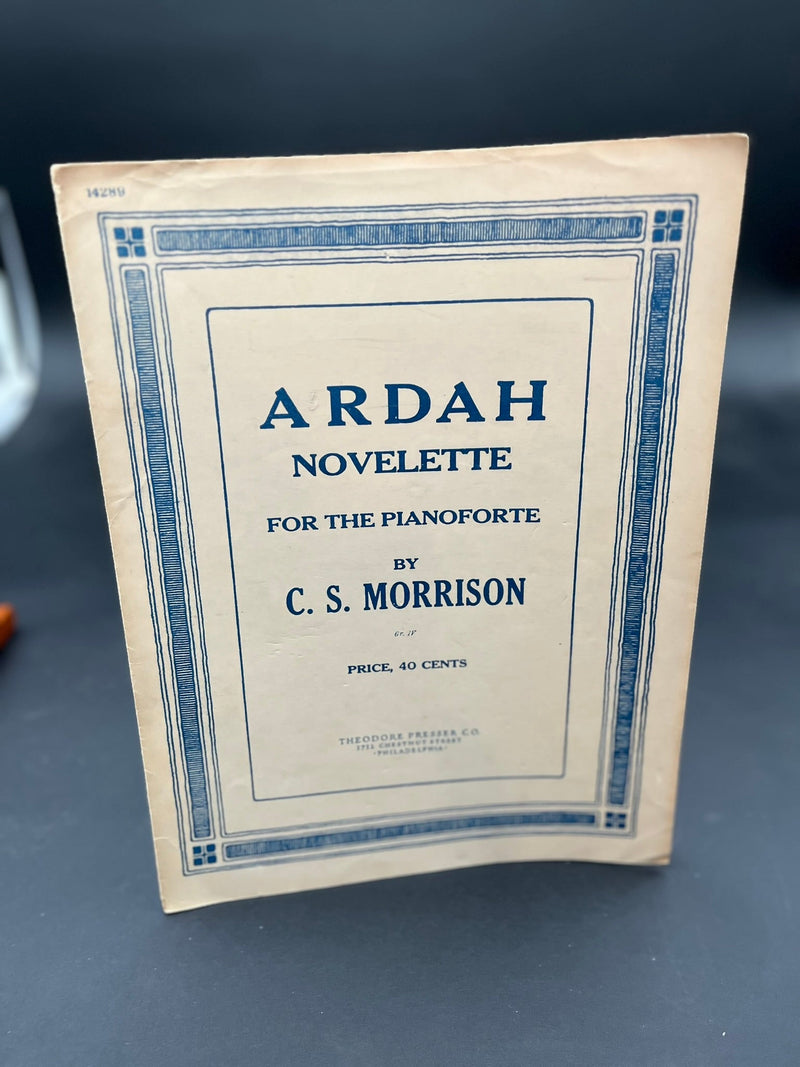 14289
ARDAH
NOVELETTE
FOR THE PIANOFORTE
BY
C. S. MORRISON
Gr. IV
PRICE, 40 CENTS
THEODORE PRESSER CO.
1712 CHESTNUT STREET
·PHILADELPHIA·